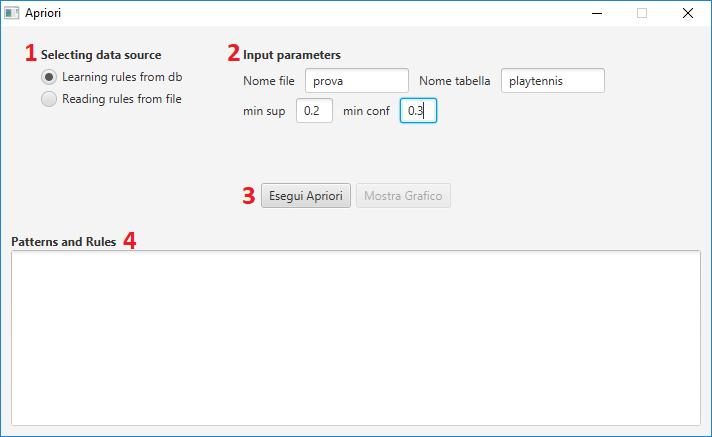 Apriori
1 Selecting data source
Learning rules from db
Reading rules from file
2 Input parameters
Nome file prova Nome tabella playtennis
min sup 0.2 min conf 0.3
3 Esegui Apriori Mostra Grafico
Patterns and Rules 4